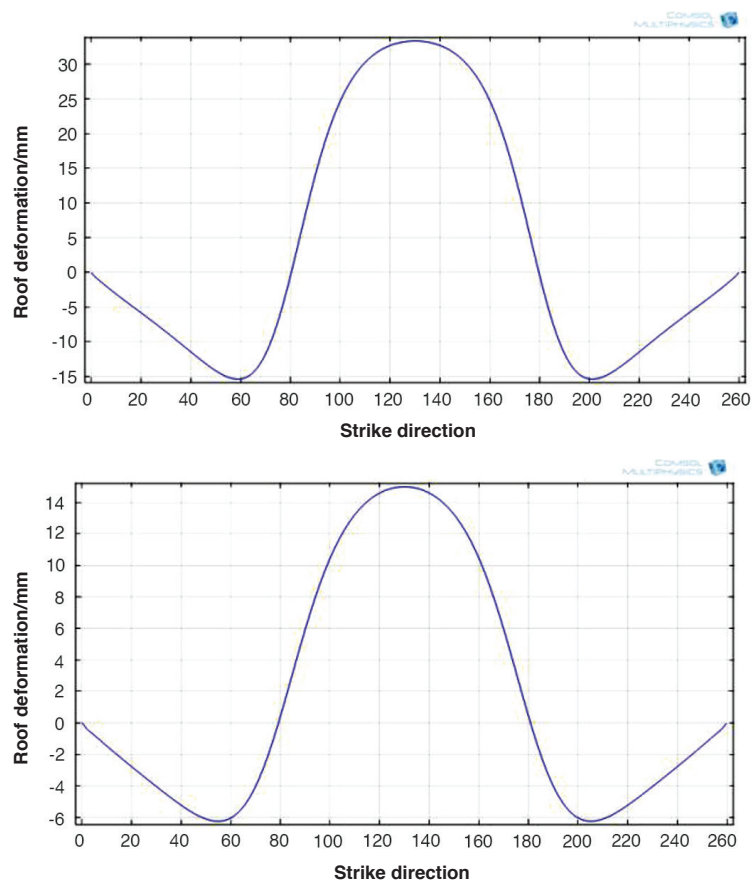 COMSOL
MULTIPHYSICS
30
25
20
15
10
5
0
-5
-10
-15
Roof deformation/mm
0 20 40 60 80 100 120 140 160 180 200 220 240 260
Strike direction
COMSOL
MULTIPHYSICS
14
12
10
8
6
4
2
0
-2
-4
-6
Roof deformation/mm
0 20 40 60 80 100 120 140 160 180 200 220 240 260
Strike direction